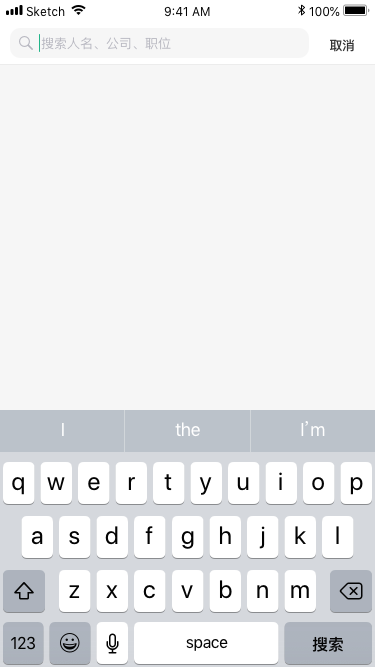 Sketch 9:41 AM 100%
搜索人名、公司、职位 取消
I the I'm
q w e r t y u i o p
a s d f g h j k l
z x c v b n m
123 space 搜索